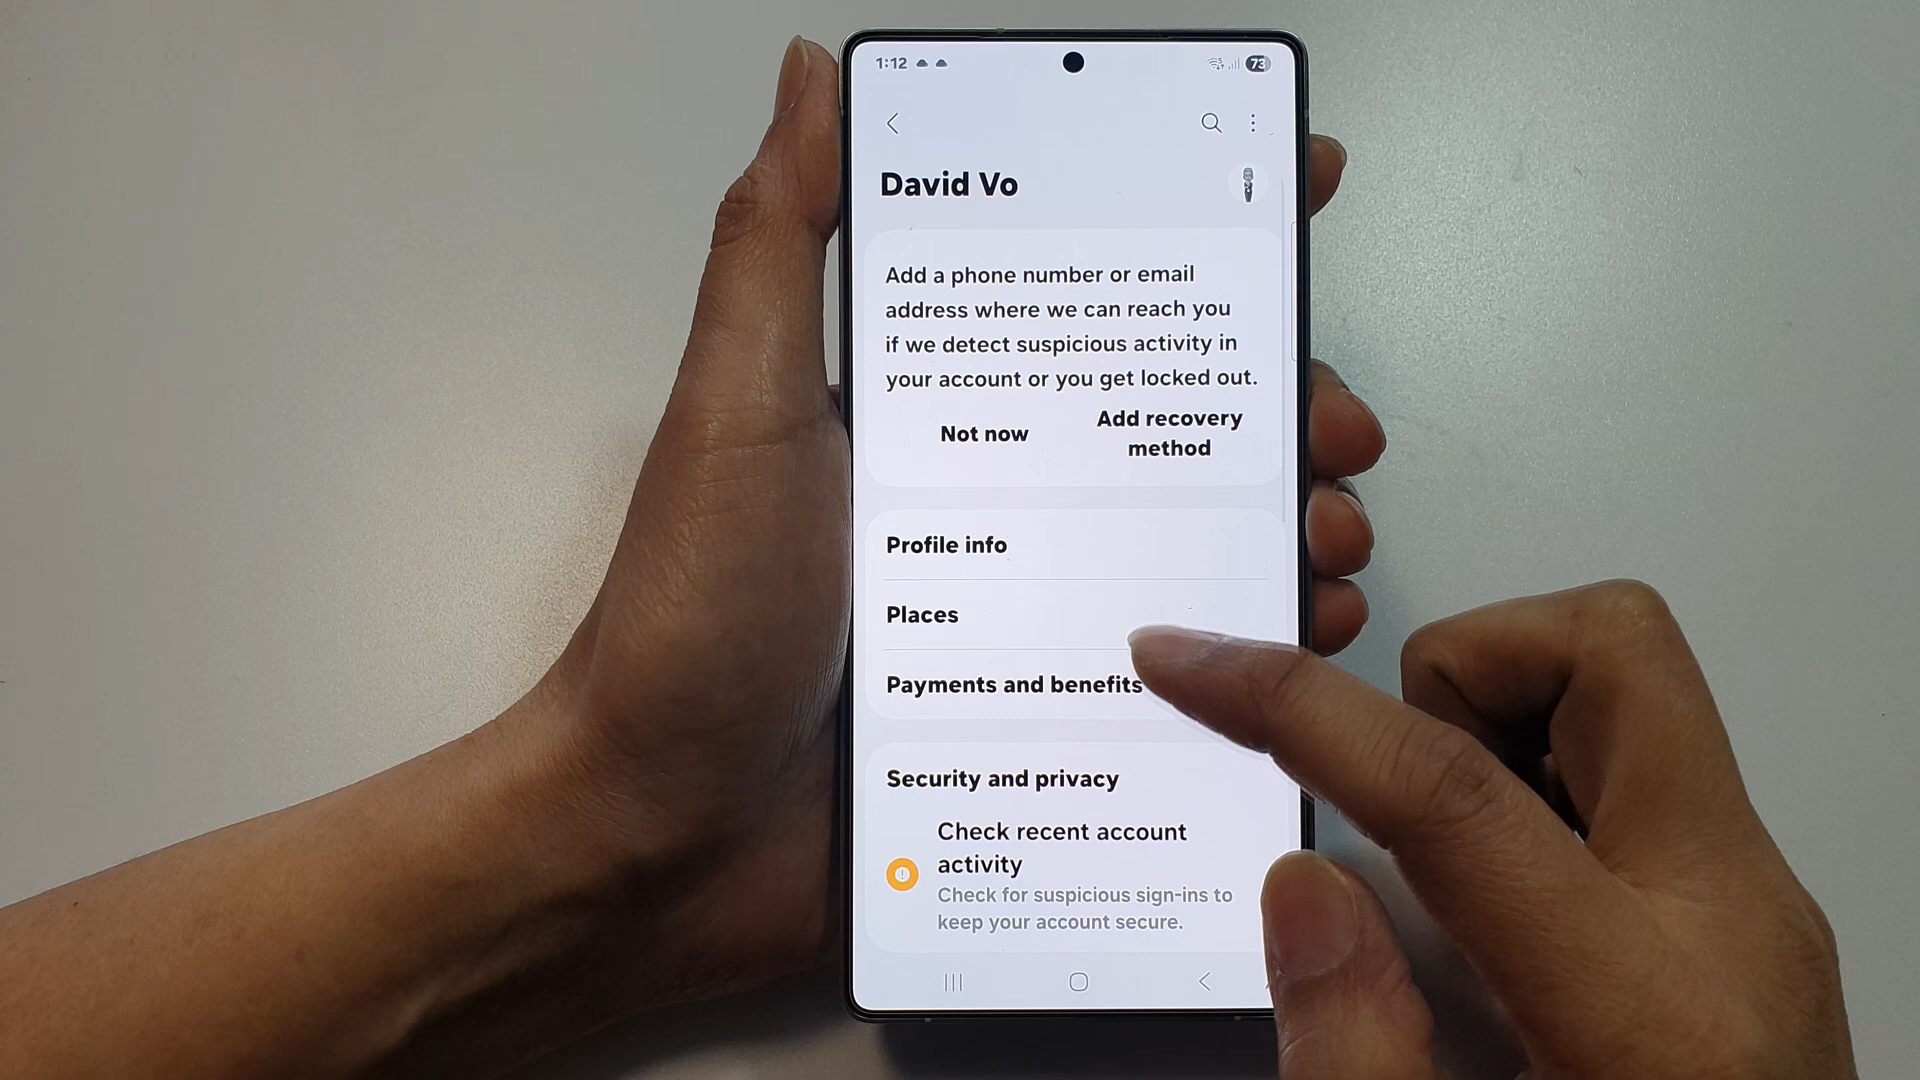 1:12
73
David Vo
Add a phone number or email
address where we can reach you
if we detect suspicious activity in
your account or you get locked out.
Not now
Add recovery
method
Profile info
Places
Payments and benefits
Security and privacy
Check recent account
activity
Check for suspicious sign-ins to
keep your account secure.